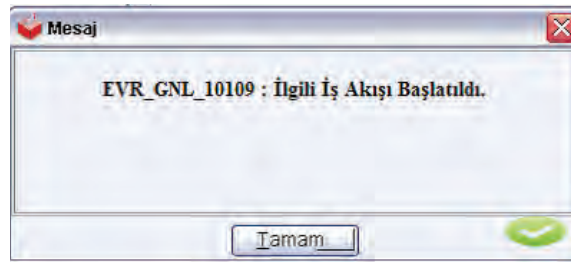 Mesaj
EVR_GNL_10109 : İlgili İş Akışı Başlatıldı.
Tamam